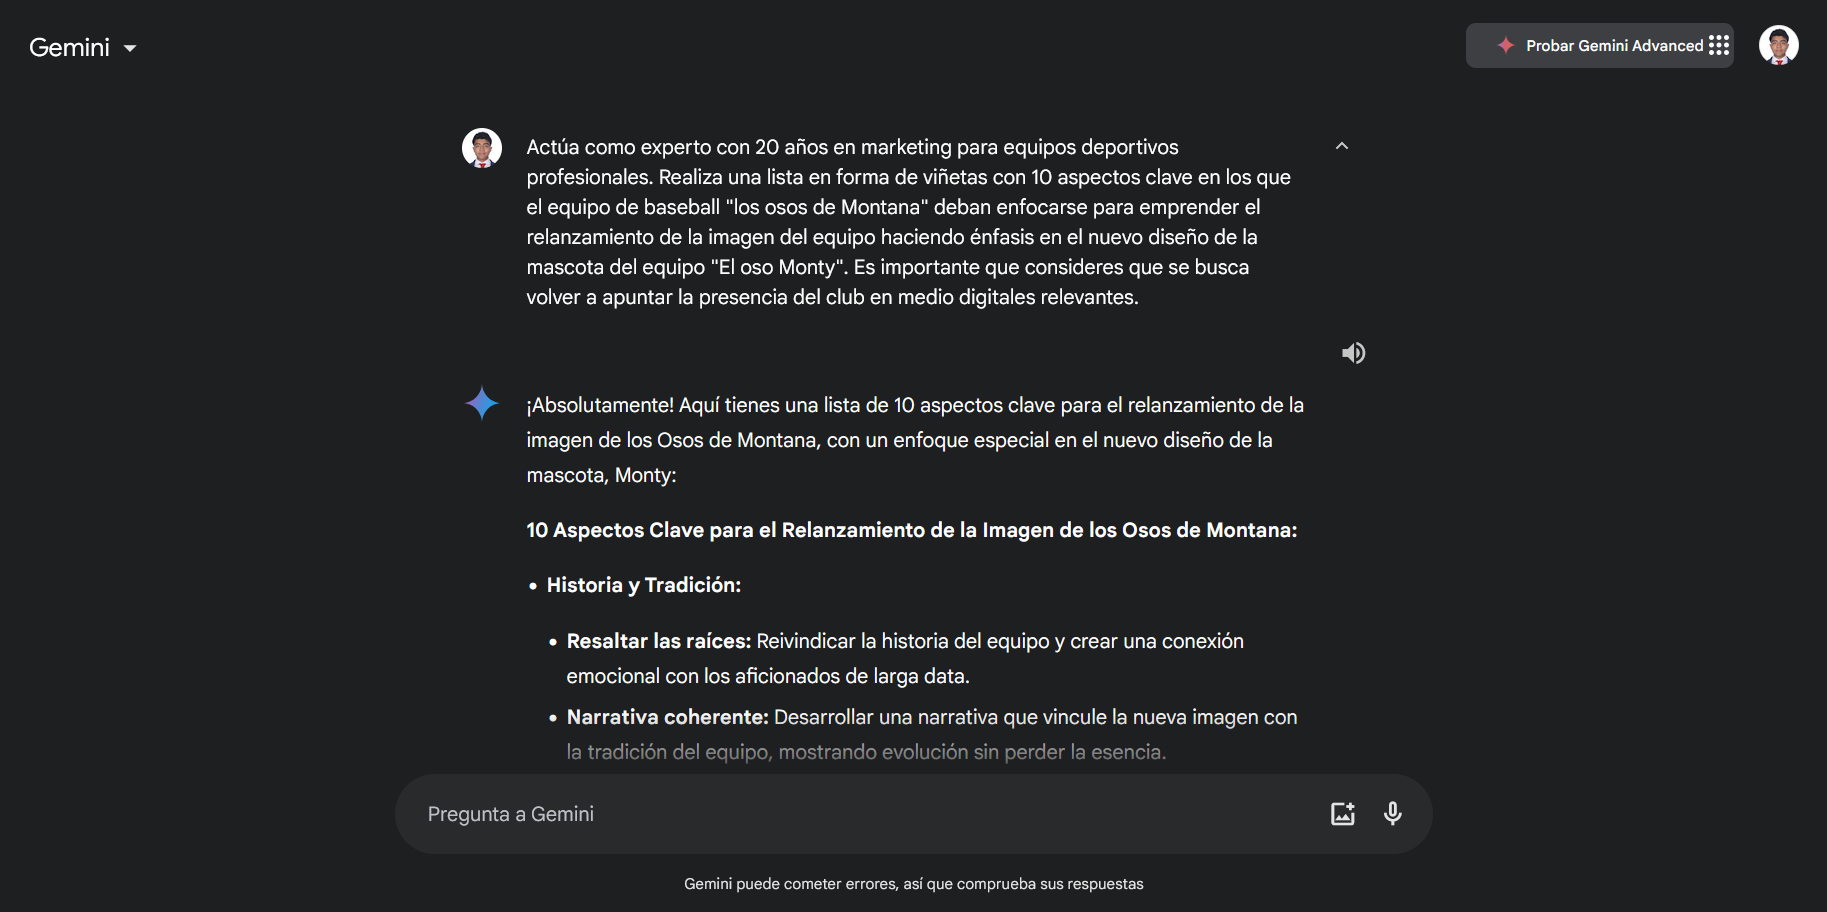 Gemini
Probar Gemini Advanced
Actúa como experto con 20 años en marketing para equipos deportivos
profesionales. Realiza una lista en forma de viñetas con 10 aspectos clave en los que
el equipo de baseball "los osos de Montana" deban enfocarse para emprender el
relanzamiento de la imagen del equipo haciendo énfasis en el nuevo diseño de la
mascota del equipo "El oso Monty". Es importante que consideres que se busca
volver a apuntar la presencia del club en medio digitales relevantes.
¡Absolutamente! Aquí tienes una lista de 10 aspectos clave para el relanzamiento de la
imagen de los Osos de Montana, con un enfoque especial en el nuevo diseño de la
mascota, Monty:
10 Aspectos Clave para el Relanzamiento de la Imagen de los Osos de Montana:
• Historia y Tradición:
• Resaltar las raíces: Reivindicar la historia del equipo y crear una conexión
emocional con los aficionados de larga data.
• Narrativa coherente: Desarrollar una narrativa que vincule la nueva imagen con
la tradición del equipo, mostrando evolución sin perder la esencia.
Pregunta a Gemini
Gemini puede cometer errores, así que comprueba sus respuestas